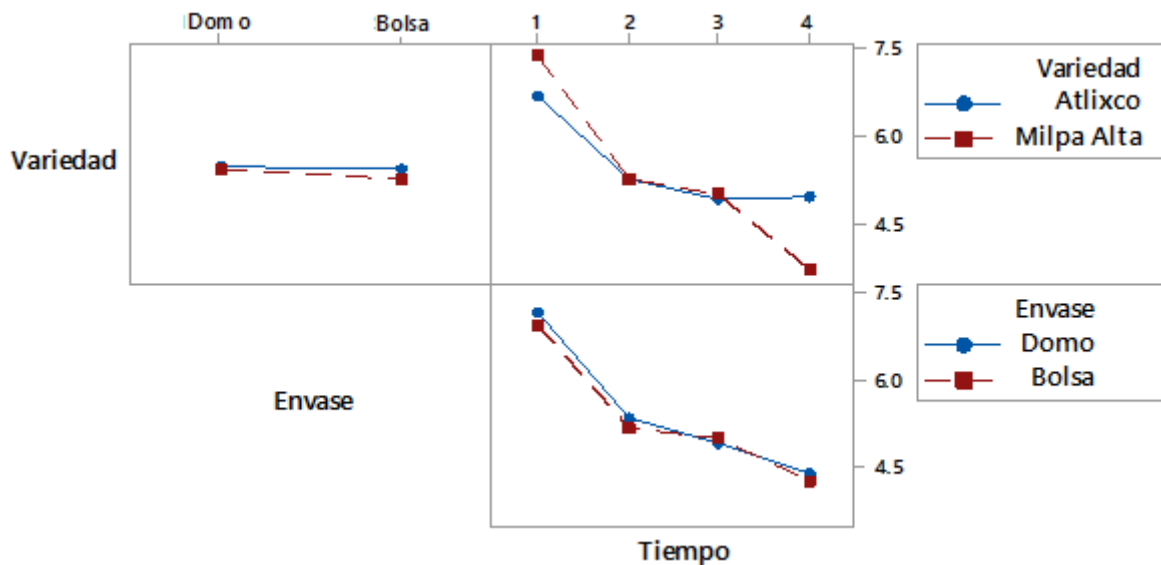 Domo Bolsa 1 2 3 4
7.5
Variedad
Atlixco
6.0
Milpa Alta
Variedad
4.5
7.5
Envase
Domo
6.0
Bolsa
Envase
4.5
Tiempo